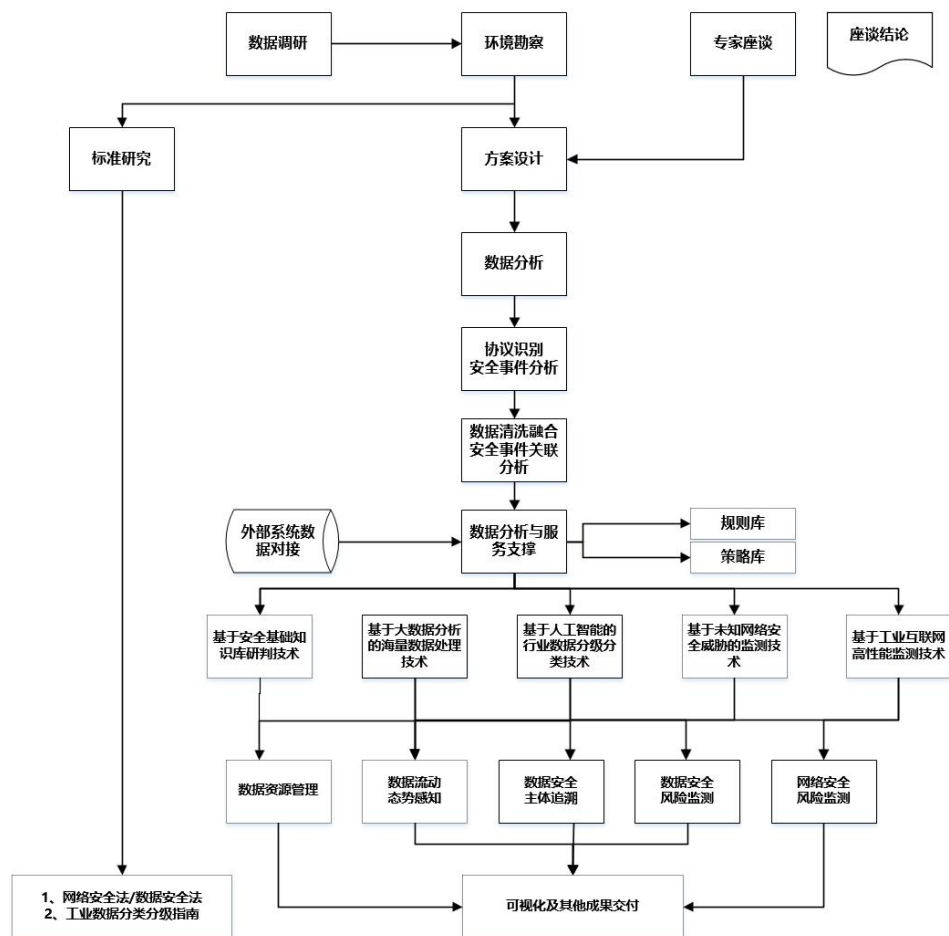 数据调研
环境勘察
专家座谈
座谈结论
标准研究
方案设计
数据分析
协议识别
安全事件分析
数据清洗融合
安全事件关联
分析
外部系统数
据对接
数据分析与服
务支撑
规则库
策略库
基于安全基础知
识库研判技术
基于大数据分析
的海量数据处理
技术
基于人工智能的
行业数据分级分
类技术
基于未知网络安
全威胁的监测技
术
基于工业互联网
高性能监测技术
数据资源管理
数据流动
态势感知
数据安全
主体追溯
数据安全
风险监测
网络安全
风险监测
1、网络安全法/数据安全法
2、工业数据分类分级指南
可视化及其他成果交付